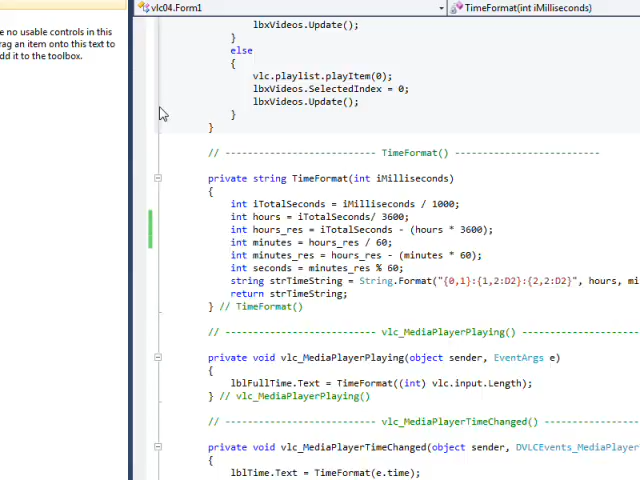 vlc04.Form1
TimeFormat(int iMilliseconds)
e no usable controls in this
rag an item onto this text to
dd it to the toolbox.
lbxVideos.Update();
}
else
{
vlc.playlist.playItem(0);
lbxVideos.SelectedIndex = 0;
lbxVideos.Update();
}
}
// -------------------------- TimeFormat() -------------------------
private string TimeFormat(int iMilliseconds)
{
int iTotalSeconds = iMilliseconds / 1000;
int hours = iTotalSeconds/ 3600;
int hours_res = iTotalSeconds - (hours * 3600);
int minutes = hours_res / 60;
int minutes_res = hours_res - (minutes * 60);
int seconds = minutes_res % 60;
string strTimeString = String.Format("{0,1}:{1,2:D2}:{2,2:D2}", hours, mi
return strTimeString;
} // TimeFormat()
// -------------------------- vlc_MediaPlayerPlaying() --------------------
private void vlc_MediaPlayerPlaying(object sender, EventArgs e)
{
lblFullTime.Text = TimeFormat((int) vlc.input.Length);
} // vlc_MediaPlayerPlaying()
// -------------------------- vlc_MediaPlayerTimeChanged() -----------------
private void vlc_MediaPlayerTimeChanged(object sender, DVLCEvents_MediaPlayer
{
lblTime.Text = TimeFormat(e.time);